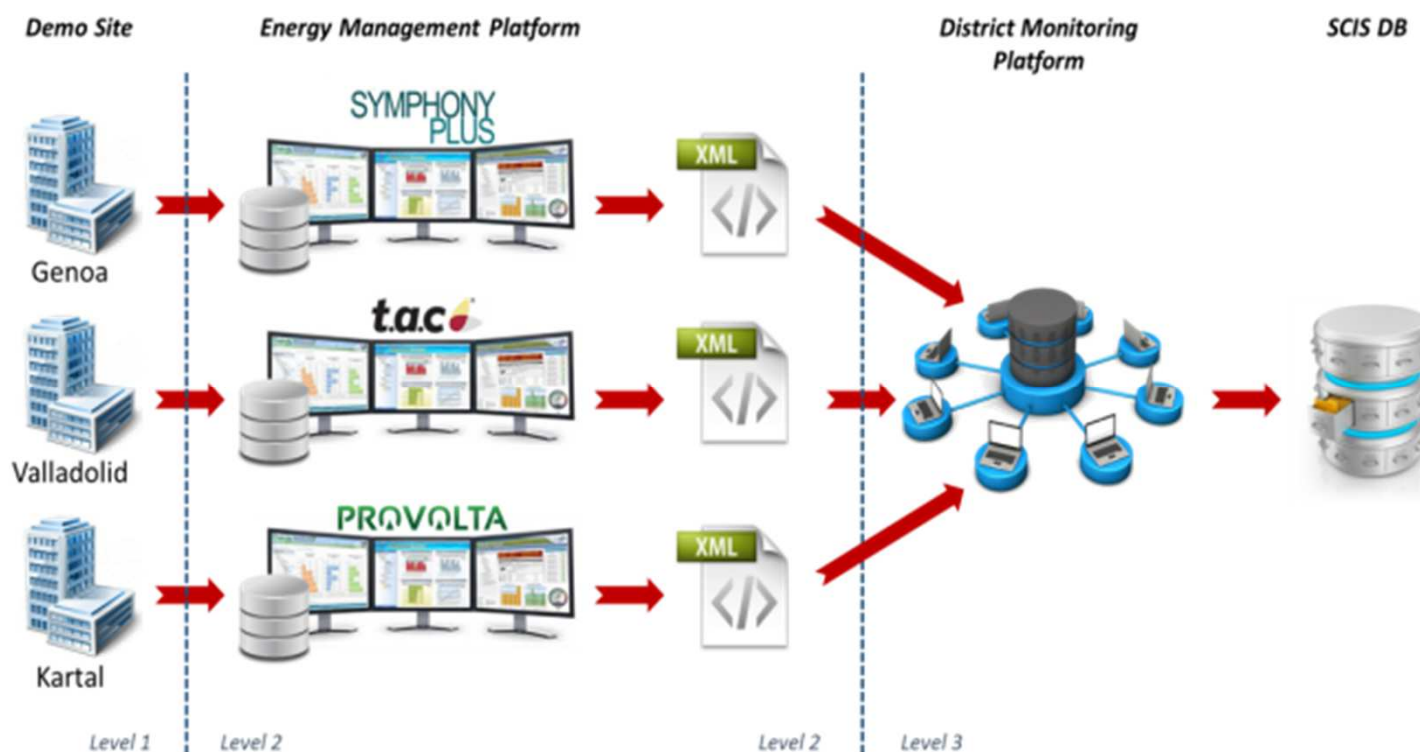 Demo Site
Energy Management Platform
District Monitoring
Platform
SCIS DB
SYMPHONY
PLUS
XML
Genoa
t.a.c
XML
Valladolid
PROVOLTA
XML
Kartal
Level 1
Level 2
Level 2
Level 3